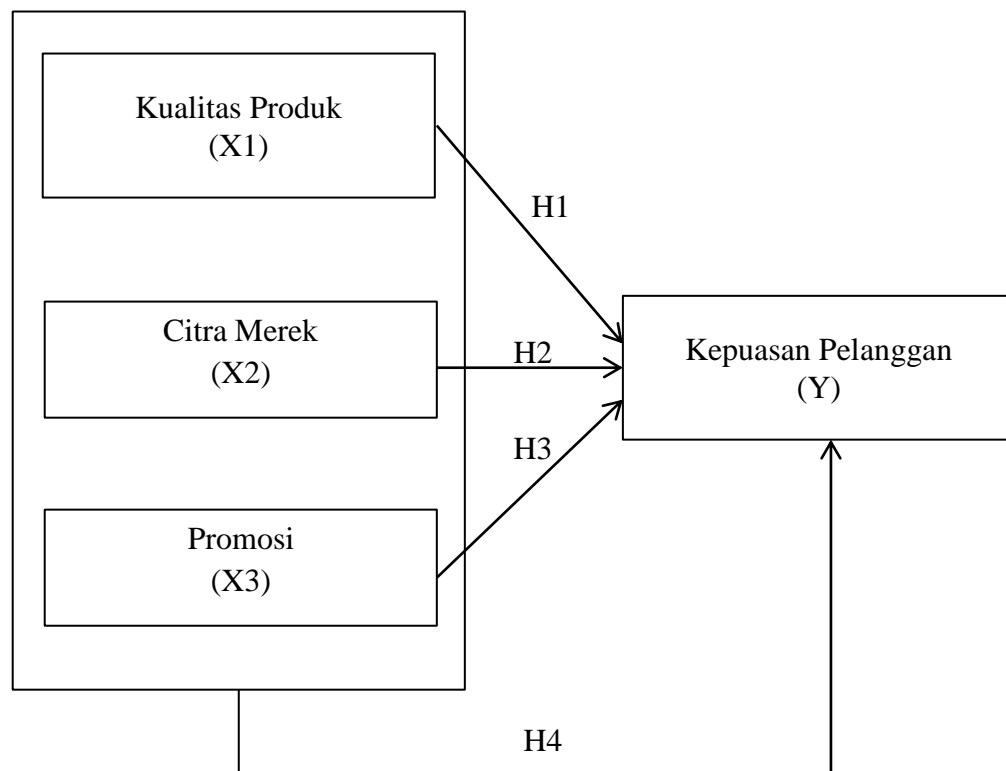 Kualitas Produk
(X1)
H1
Citra Merek
(X2)
H2
Kepuasan Pelanggan
(Y)
H3
Promosi
(X3)
H4